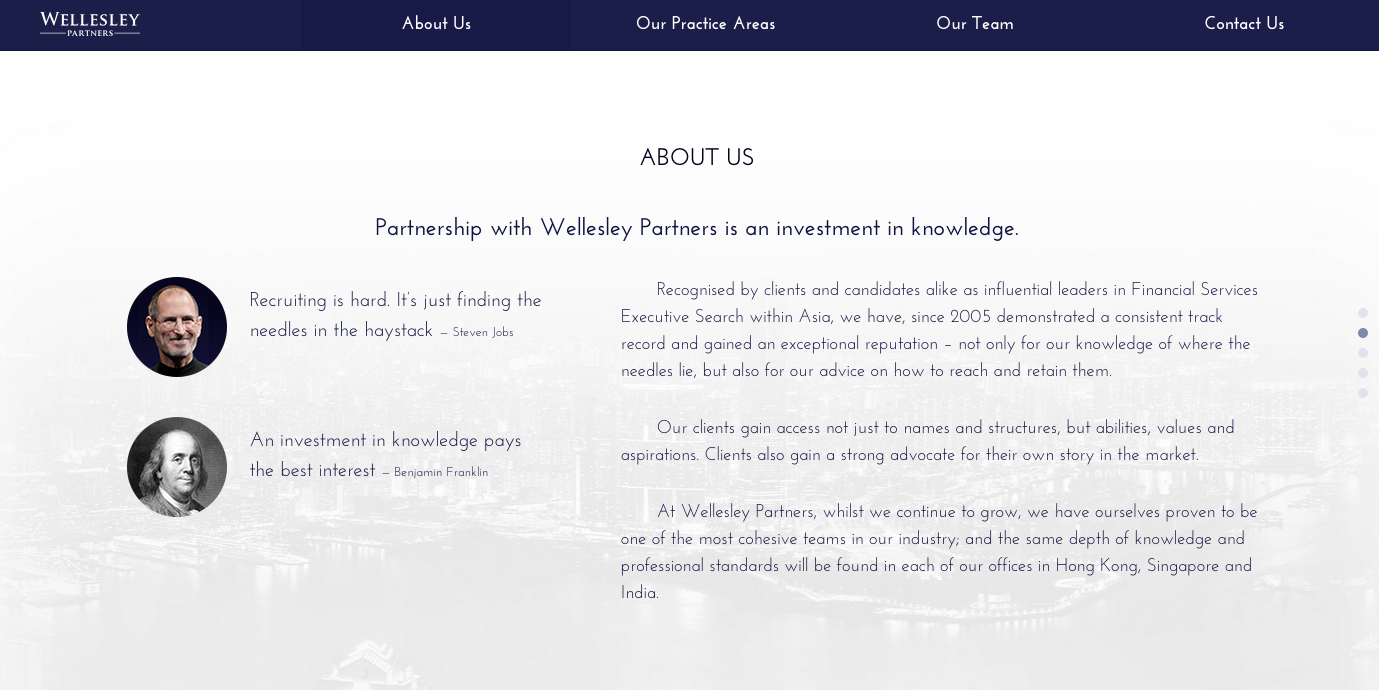 WELLESLEY
PARTNERS
About Us
Our Practice Areas
Our Team
Contact Us
ABOUT US
Partnership with Wellesley Partners is an investment in knowledge.
Recruiting is hard. It's just finding the
needles in the haystack – Steven Jobs
An investment in knowledge pays
the best interest – Benjamin Franklin
Recognised by clients and candidates alike as influential leaders in Financial Services
Executive Search within Asia, we have, since 2005 demonstrated a consistent track
record and gained an exceptional reputation – not only for our knowledge of where the
needles lie, but also for our advice on how to reach and retain them.
Our clients gain access not just to names and structures, but abilities, values and
aspirations. Clients also gain a strong advocate for their own story in the market.
At Wellesley Partners, whilst we continue to grow, we have ourselves proven to be
one of the most cohesive teams in our industry; and the same depth of knowledge and
professional standards will be found in each of our offices in Hong Kong, Singapore and
India.